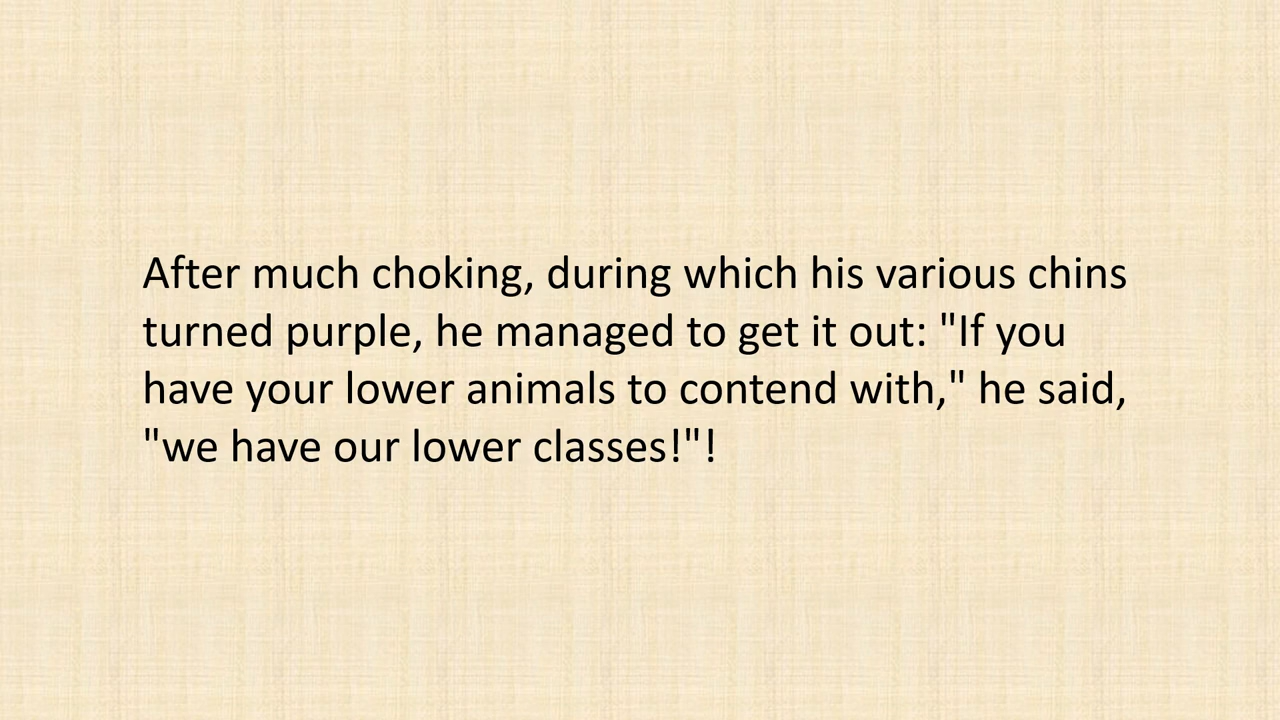 After much choking, during which his various chins
turned purple, he managed to get it out: "If you
have your lower animals to contend with," he said,
"we have our lower classes!"!